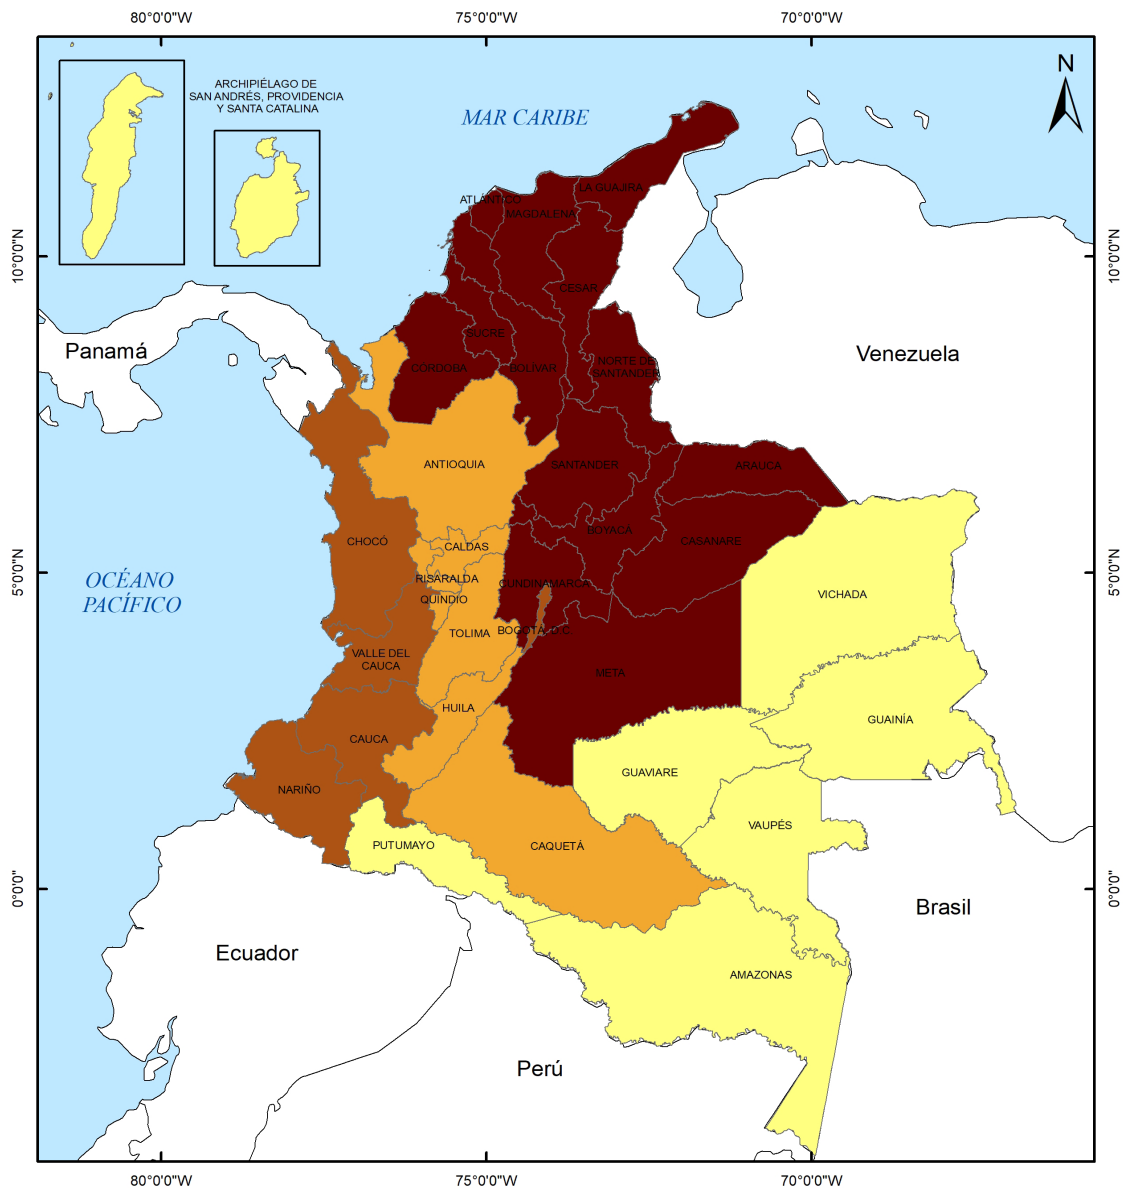 80°0'0"W
75°0'0"W
70°0'0"W
ARCHIPIÉLAGO DE
SAN ANDRÉS, PROVIDENCIA
Y SANTA CATALINA
MAR CARIBE
N
LA GUAJIRA
ATLÁNTICO
MAGDALENA
10°0'0"N
10°0'0"N
CESAR
SUCRE
Panamá
Venezuela
CÓRDOBA
BOLÍVAR
NORTE DE
SANTANDER
ANTIOQUIA
SANTANDER
ARAUCA
BOYACÁ
CHOCÓ
CALDAS
CASANARE
5°0'0"N
5°0'0"N
OCÉANO
PACÍFICO
RISARALDA
CUNDINAMARCA
QUINDIO
VICHADA
TOLIMA
BOGOTÁ, D.C.
VALLE DEL
CAUCA
META
HUILA
GUAINÍA
CAUCA
GUAVIARE
NARIÑO
VAUPÉS
PUTUMAYO
CAQUETÁ
0°0'0"
0°0'0"
Brasil
Ecuador
AMAZONAS
Perú
80°0'0"W
75°0'0"W
70°0'0"W